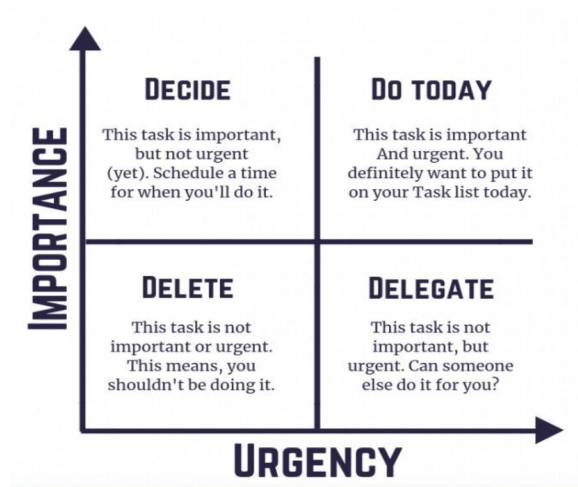 IMPORTANCE
DECIDE
This task is important,
but not urgent
(yet). Schedule a time
for when you'll do it.
DO TODAY
This task is important
And urgent. You
definitely want to put it
on your Task list today.
DELETE
This task is not
important or urgent.
This means, you
shouldn't be doing it.
DELEGATE
This task is not
important, but
urgent. Can someone
else do it for you?
URGENCY